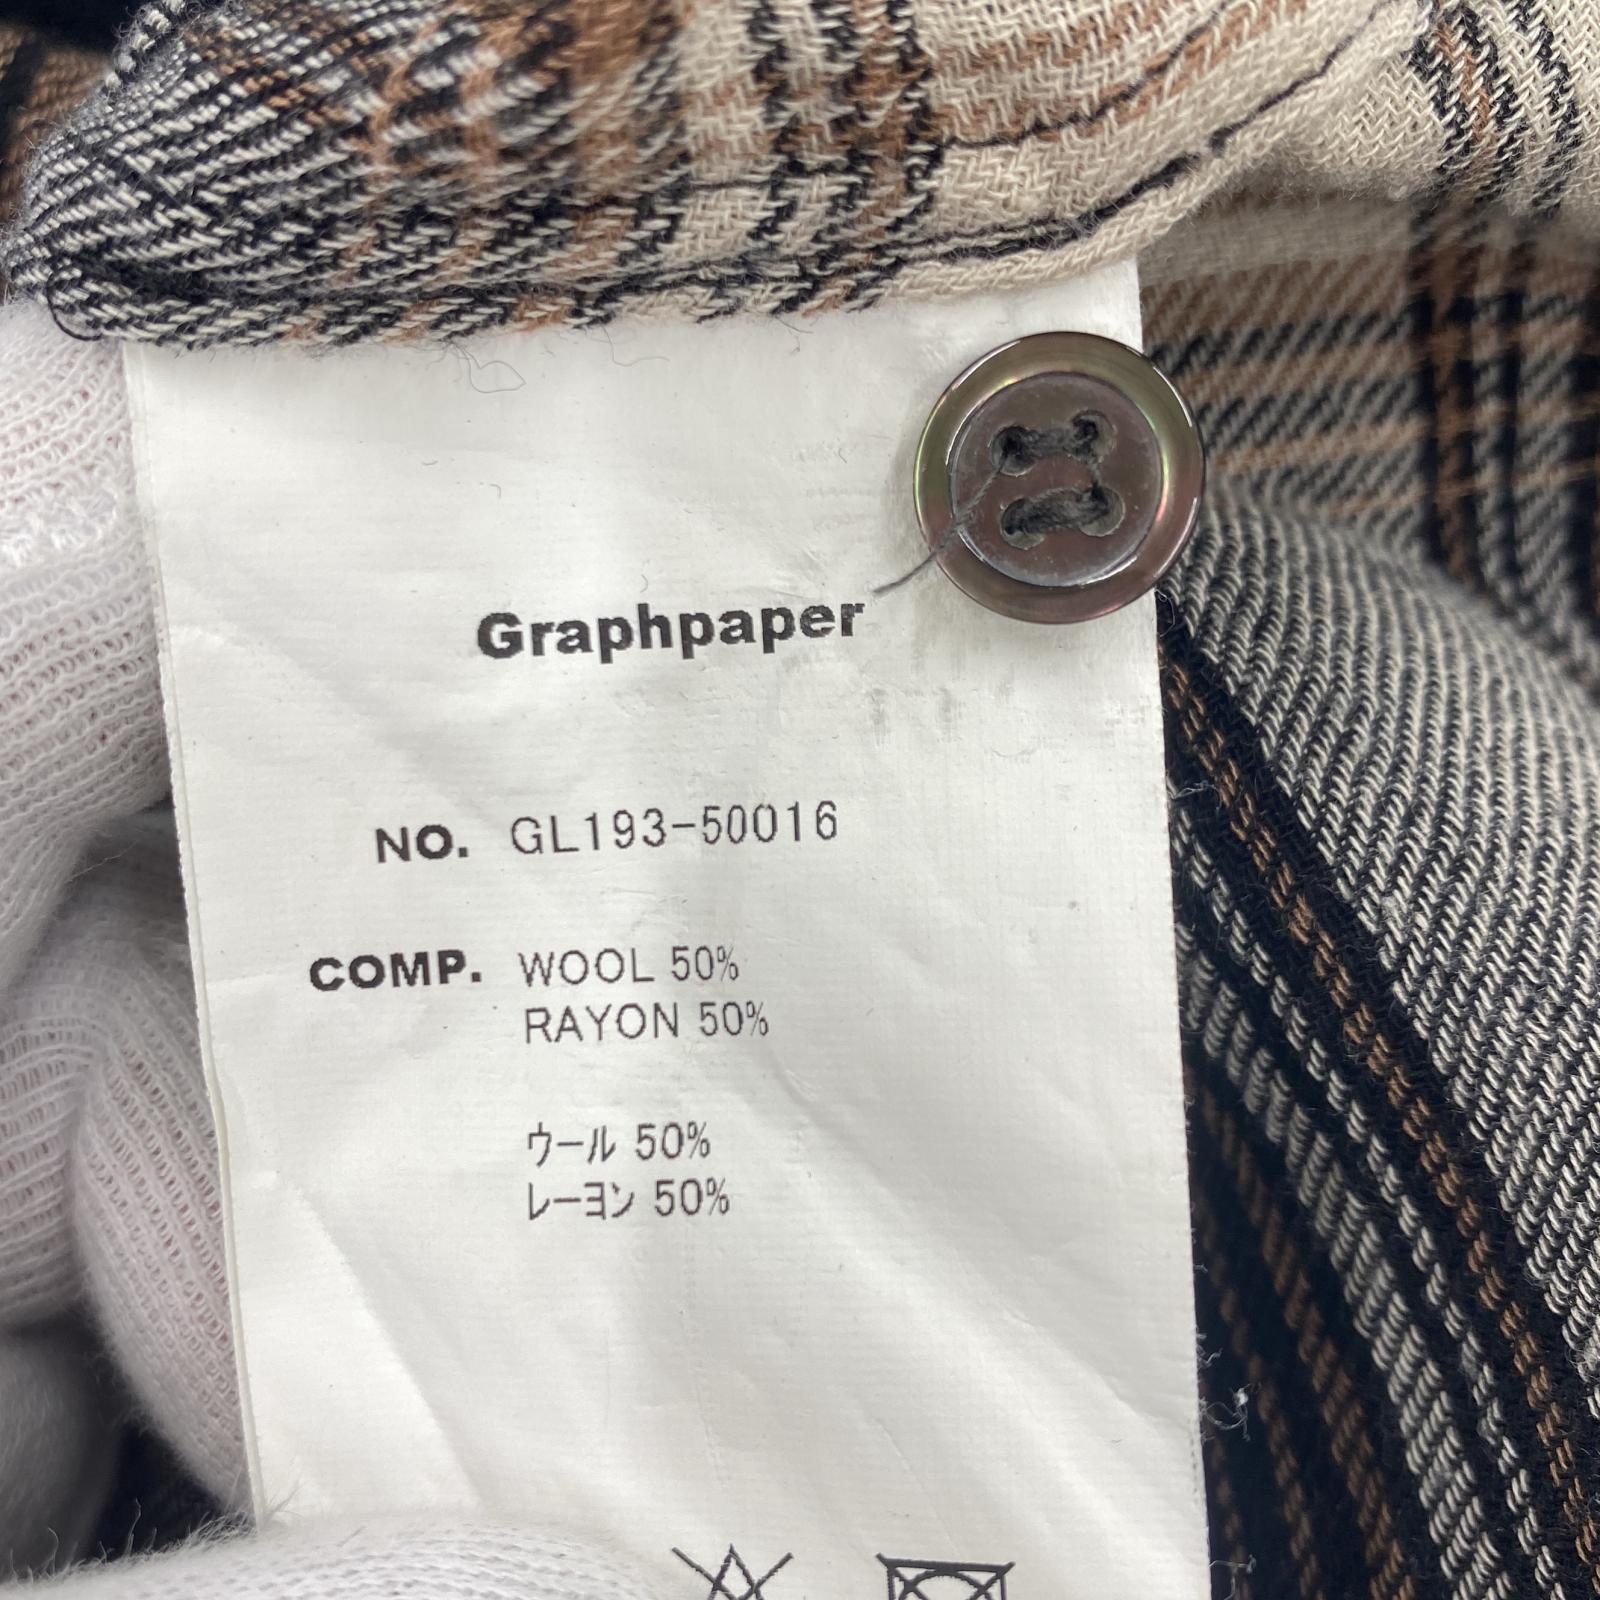 Graphpaper
NO. GL193-50016
COMP. WOOL 50%
RAYON 50%
ウール 50%
レーヨン 50%